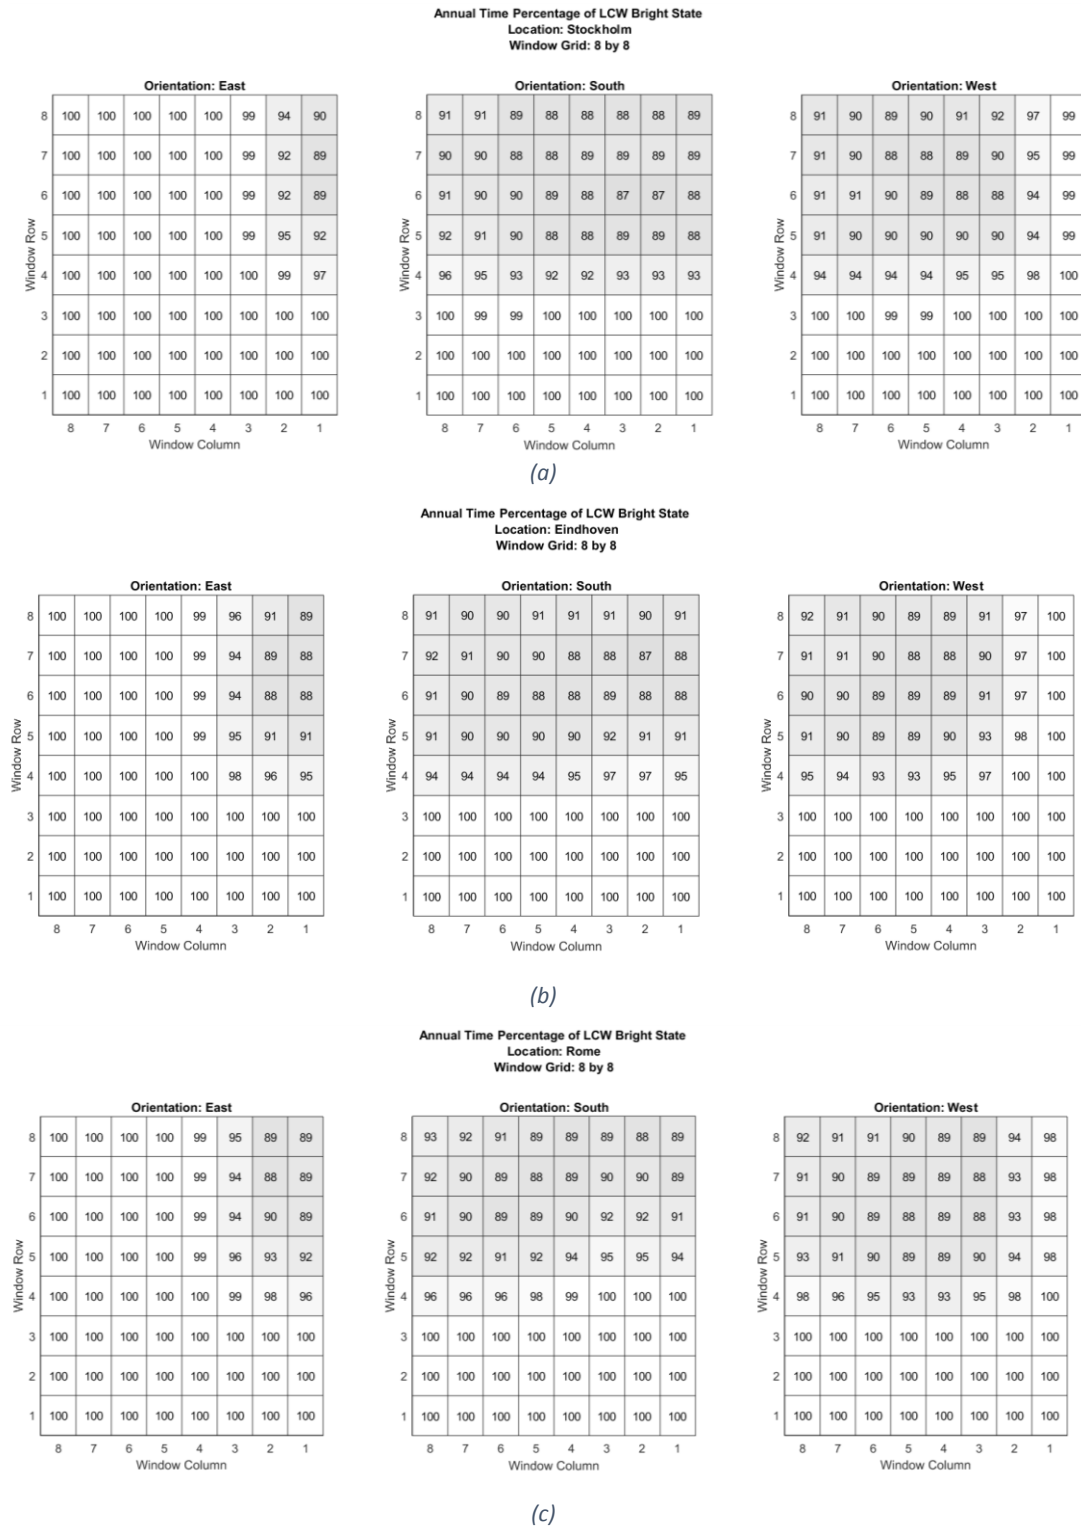 Annual Time Percentage of LCW Bright State
Location: Stockholm
Window Grid: 8 by 8
Orientation: East
8 100 100 100 100 100 99 94 90
7 100 100 100 100 100 99 92 89
6 100 100 100 100 100 99 92 89
5 100 100 100 100 100 99 95 92
4 100 100 100 100 100 100 99 97
3 100 100 100 100 100 100 100 100
2 100 100 100 100 100 100 100 100
1 100 100 100 100 100 100 100 100
8 7 6 5 4 3 2 1
Window Column
Window Row
Orientation: South
8 91 91 89 88 88 88 88 89
7 90 90 88 88 89 89 89 89
6 91 90 90 89 88 87 87 88
5 92 91 90 88 88 89 89 88
4 96 95 93 92 92 93 93 93
3 100 99 99 100 100 100 100 100
2 100 100 100 100 100 100 100 100
1 100 100 100 100 100 100 100 100
8 7 6 5 4 3 2 1
Window Column
Window Row
Orientation: West
8 91 90 89 90 91 92 97 99
7 91 90 88 88 89 90 95 99
6 91 91 90 89 88 88 94 99
5 91 90 90 90 90 90 94 99
4 94 94 94 94 95 95 98 100
3 100 100 99 99 100 100 100 100
2 100 100 100 100 100 100 100 100
1 100 100 100 100 100 100 100 100
8 7 6 5 4 3 2 1
Window Column
Window Row
(a)
Annual Time Percentage of LCW Bright State
Location: Eindhoven
Window Grid: 8 by 8
Orientation: East
8 100 100 100 100 99 96 91 89
7 100 100 100 100 99 94 89 88
6 100 100 100 100 99 94 88 88
5 100 100 100 100 99 95 91 91
4 100 100 100 100 100 98 96 95
3 100 100 100 100 100 100 100 100
2 100 100 100 100 100 100 100 100
1 100 100 100 100 100 100 100 100
8 7 6 5 4 3 2 1
Window Column
Window Row
Orientation: South
8 91 90 90 91 91 91 90 91
7 92 91 90 90 88 88 87 88
6 91 90 89 88 88 89 88 88
5 91 90 90 90 90 92 91 91
4 94 94 94 94 95 97 97 95
3 100 100 100 100 100 100 100 100
2 100 100 100 100 100 100 100 100
1 100 100 100 100 100 100 100 100
8 7 6 5 4 3 2 1
Window Column
Window Row
Orientation: West
8 92 91 90 89 89 91 97 100
7 91 91 90 88 88 90 97 100
6 90 90 89 89 89 91 97 100
5 91 90 89 89 90 93 98 100
4 95 94 93 93 95 97 100 100
3 100 100 100 100 100 100 100 100
2 100 100 100 100 100 100 100 100
1 100 100 100 100 100 100 100 100
8 7 6 5 4 3 2 1
Window Column
Window Row
(b)
Annual Time Percentage of LCW Bright State
Location: Rome
Window Grid: 8 by 8
Orientation: East
8 100 100 100 100 99 95 89 89
7 100 100 100 100 99 94 88 89
6 100 100 100 100 99 94 90 89
5 100 100 100 100 99 96 93 92
4 100 100 100 100 100 99 98 96
3 100 100 100 100 100 100 100 100
2 100 100 100 100 100 100 100 100
1 100 100 100 100 100 100 100 100
8 7 6 5 4 3 2 1
Window Column
Window Row
Orientation: South
8 93 92 91 89 89 89 88 89
7 92 90 89 88 89 90 90 89
6 91 90 89 89 90 92 92 91
5 92 92 91 92 94 95 95 94
4 96 96 96 98 99 100 100 100
3 100 100 100 100 100 100 100 100
2 100 100 100 100 100 100 100 100
1 100 100 100 100 100 100 100 100
8 7 6 5 4 3 2 1
Window Column
Window Row
Orientation: West
8 92 91 91 90 89 89 94 98
7 91 90 89 89 89 88 93 98
6 91 90 89 88 89 88 93 98
5 93 91 90 89 89 90 94 98
4 98 96 95 93 93 95 98 100
3 100 100 100 100 100 100 100 100
2 100 100 100 100 100 100 100 100
1 100 100 100 100 100 100 100 100
8 7 6 5 4 3 2 1
Window Column
Window Row
(c)